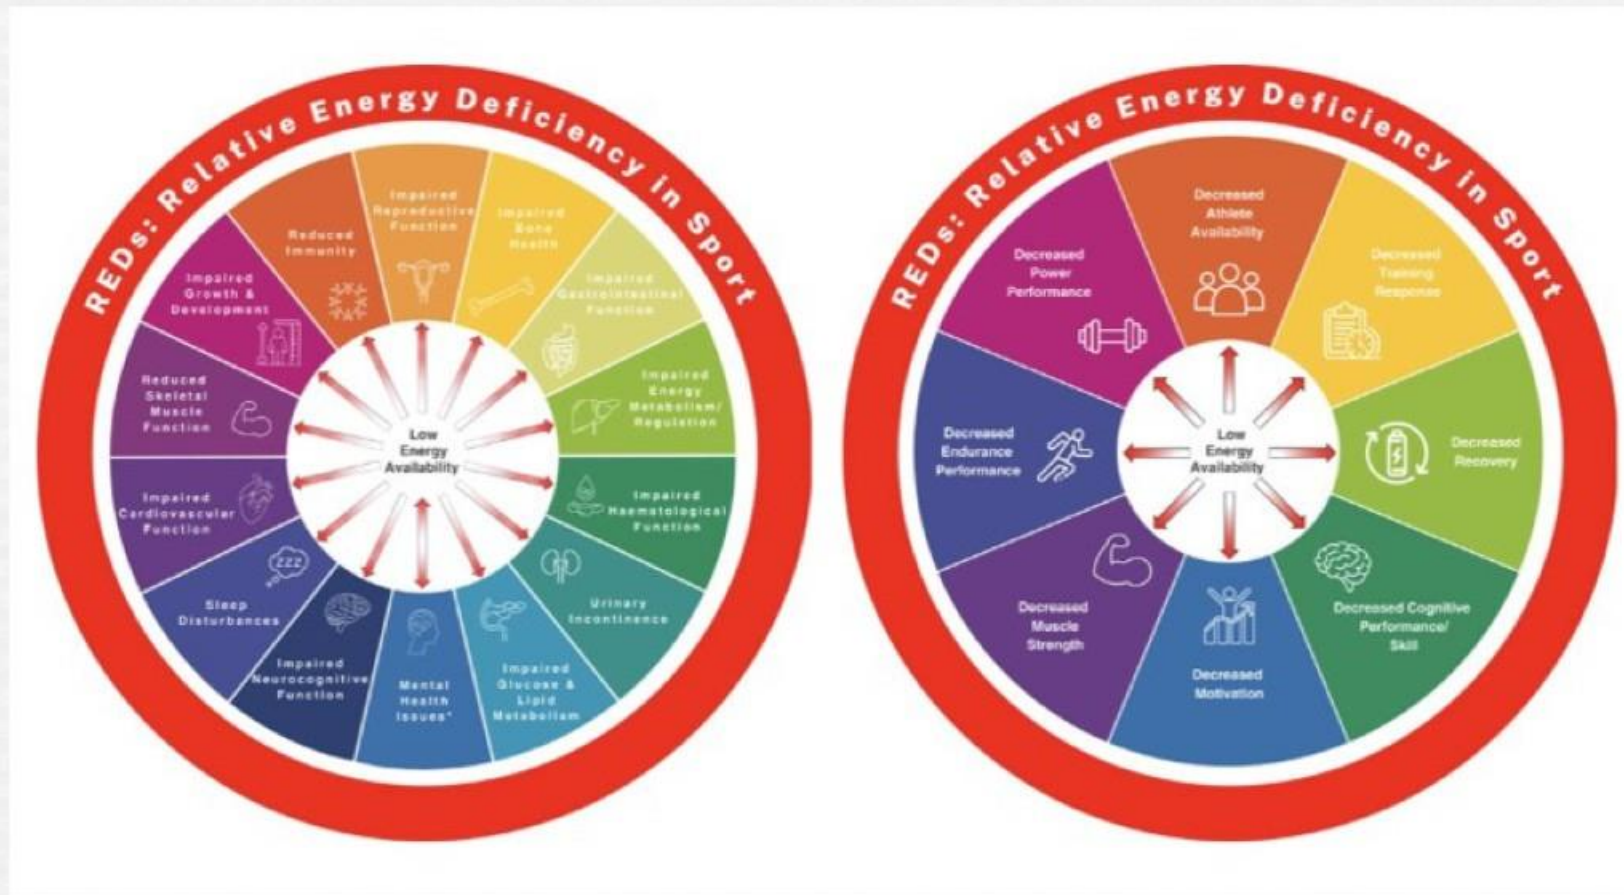 REDs: Relative Energy Deficiency in Sport
Impaired
Reproductive
Function
Impaired
Bone
Health
Impaired
Gastrointestinal
Function
Impaired
Energy
Metabolism/
Regulation
Impaired
Haematological
Function
Urinary
Incontinence
Impaired
Glucose &
Lipid
Metabolism
Mental
Health
Issues*
Impaired
Neurocognitive
Function
Sleep
Disturbances
ZZZ
Impaired
Cardiovascular
Function
Reduced
Skeletal
Muscle
Function
Impaired
Growth &
Development
Reduced
Immunity
Low
Energy
Availability
REDs: Relative Energy Deficiency in Sport
Decreased
Athlete
Availability
Decreased
Training
Response
Decreased
Recovery
Decreased Cognitive
Performance/
Skill
Decreased
Motivation
Decreased
Muscle
Strength
Decreased
Endurance
Performance
Decreased
Power
Performance
Low
Energy
Availability